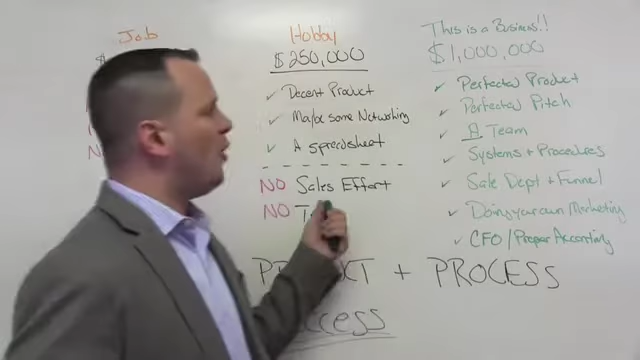 Job
$
N
Hobby
$250,000
✓ Decent Product
✓ Maybe some Networking
✓ A spreadsheet
NO Sales Effort
NO T
This is a Business!!
$1,000,000
✓ Perfected Product
✓ Perfected Pitch
✓ A Team
✓ Systems + Procedures
✓ Sale Dept + Funnel
✓ Doing your own Marketing
✓ CFO/Proper Accounting
+ PROCESS